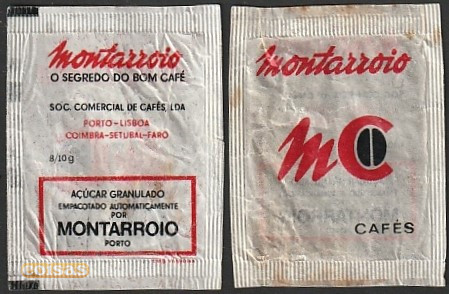 montarroio
O SEGREDO DO BOM CAFÉ
SOC. COMERCIAL DE CAFÉS, LDA
PORTO-LISBOA
COIMBRA-SETUBAL-FARO
8/10 g
AÇÚCAR GRANULADO
EMPACOTADO AUTOMATICAMENTE
POR
MONTARROIO
PORTO
coisas
montarroio
mC
CAFÉS